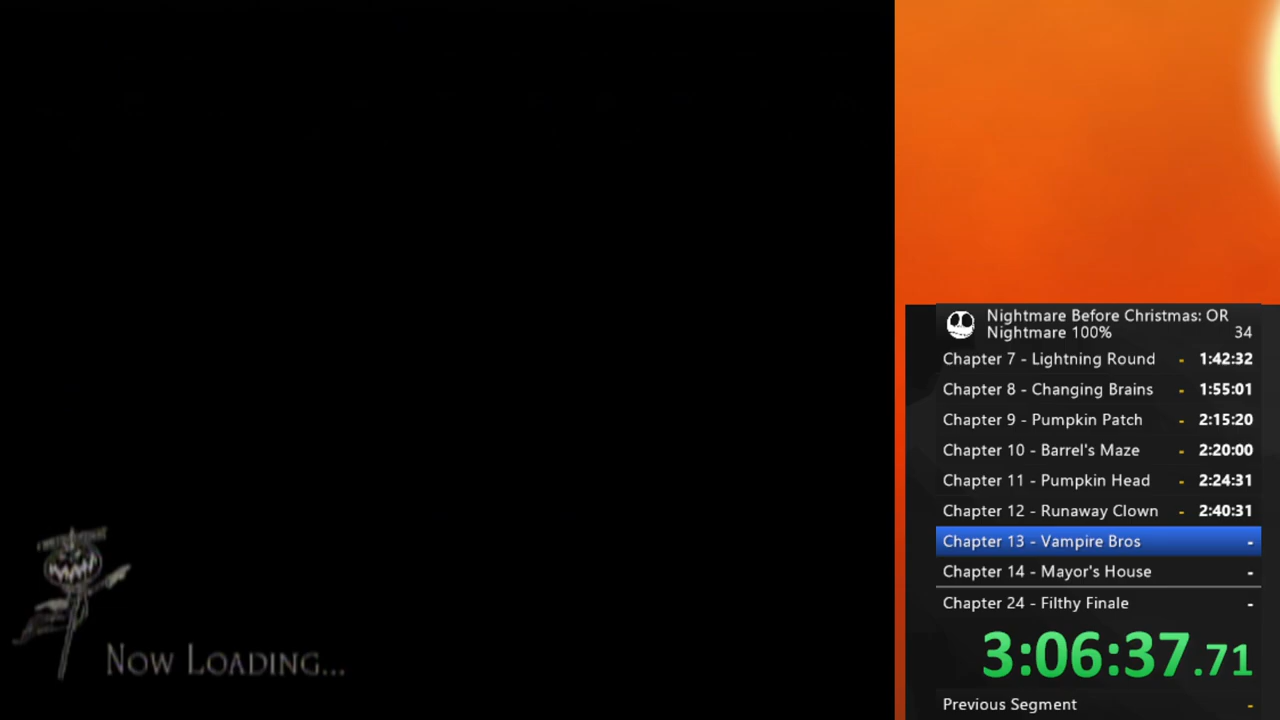 Now Loading...
Nightmare Before Christmas: OR
Nightmare 100% 34
Chapter 7 - Lightning Round - 1:42:32
Chapter 8 - Changing Brains - 1:55:01
Chapter 9 - Pumpkin Patch - 2:15:20
Chapter 10 - Barrel's Maze - 2:20:00
Chapter 11 - Pumpkin Head - 2:24:31
Chapter 12 - Runaway Clown - 2:40:31
Chapter 13 - Vampire Bros -
Chapter 14 - Mayor's House -
Chapter 24 - Filthy Finale -
3:06:37.71
Previous Segment -